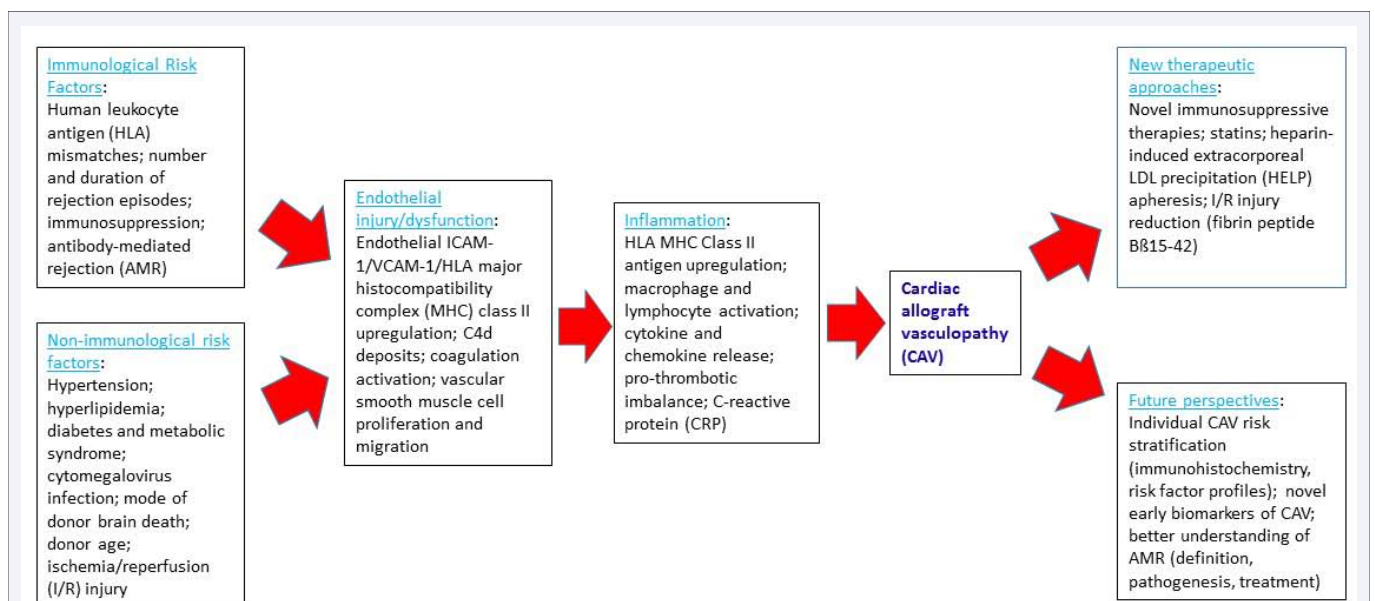 Immunological Risk
Factors:
Human leukocyte
antigen (HLA)
mismatches; number
and duration of
rejection episodes;
immunosuppression;
antibody-mediated
rejection (AMR)
Non-immunological risk
factors:
Hypertension;
hyperlipidemia;
diabetes and metabolic
syndrome;
cytomegalovirus
infection; mode of
donor brain death;
donor age;
ischemia/reperfusion
(I/R) injury
Endothelial
injury/dysfunction:
Endothelial ICAM-
1/VCAM-1/HLA major
histocompatibility
complex (MHC) class II
upregulation; C4d
deposits; coagulation
activation; vascular
smooth muscle cell
proliferation and
migration
Inflammation:
HLA MHC Class II
antigen upregulation;
macrophage and
lymphocyte activation;
cytokine and
chemokine release;
pro-thrombotic
imbalance; C-reactive
protein (CRP)
Cardiac
allograft
vasculopathy
(CAV)
New therapeutic
approaches:
Novel immunosuppressive
therapies; statins; heparin-
induced extracorporeal
LDL precipitation (HELP)
apheresis; I/R injury
reduction (fibrin peptide
Bß15-42)
Future perspectives:
Individual CAV risk
stratification
(immunohistochemistry,
risk factor profiles); novel
early biomarkers of CAV;
better understanding of
AMR (definition,
pathogenesis, treatment)